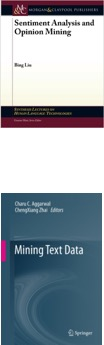 MORGAN & CLAYPOOL PUBLISHERS
Sentiment Analysis and
Opinion Mining
Bing Liu
SYNTHESIS LECTURES ON
HUMAN LANGUAGE TECHNOLOGIES
Charu C. Aggarwal
ChengXiang Zhai Editors
Mining Text Data
Springer